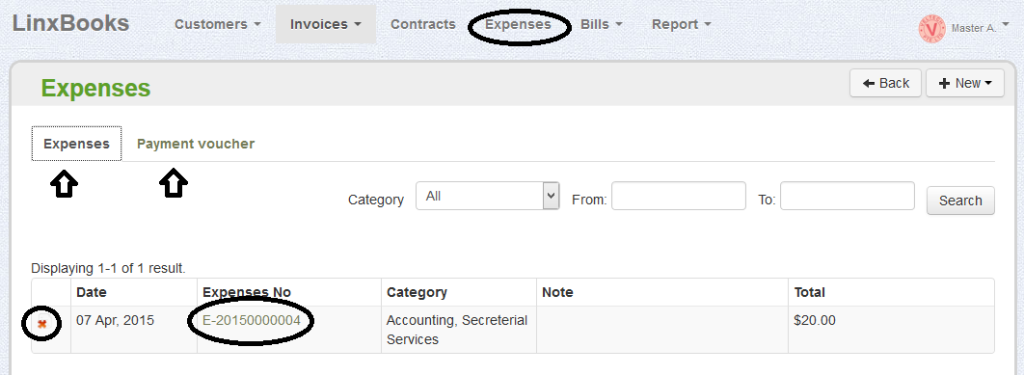 LinxBooks Customers Invoices Contracts Expenses Bills Report Master A.
Expenses Back New
Expenses Payment voucher
Category All From: To: Search
Displaying 1-1 of 1 result.
Date Expenses No Category Note Total
07 Apr, 2015 E-20150000004 Accounting, Secreterial $20.00
Services